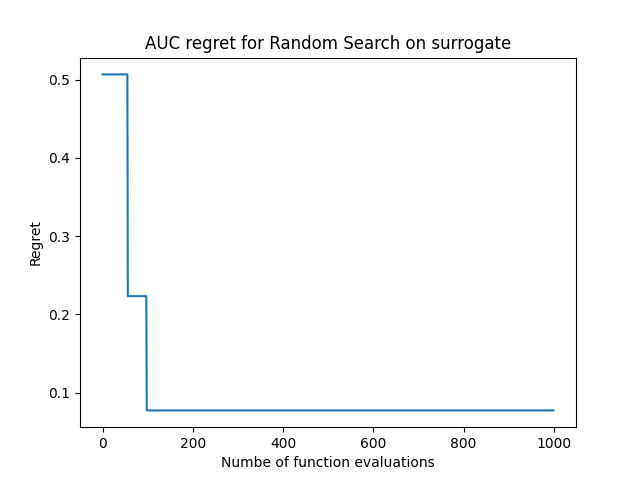 AUC regret for Random Search on surrogate
0.5
0.4
0.3
0.2
0.1
Regret
0 200 400 600 800 1000
Numbe of function evaluations